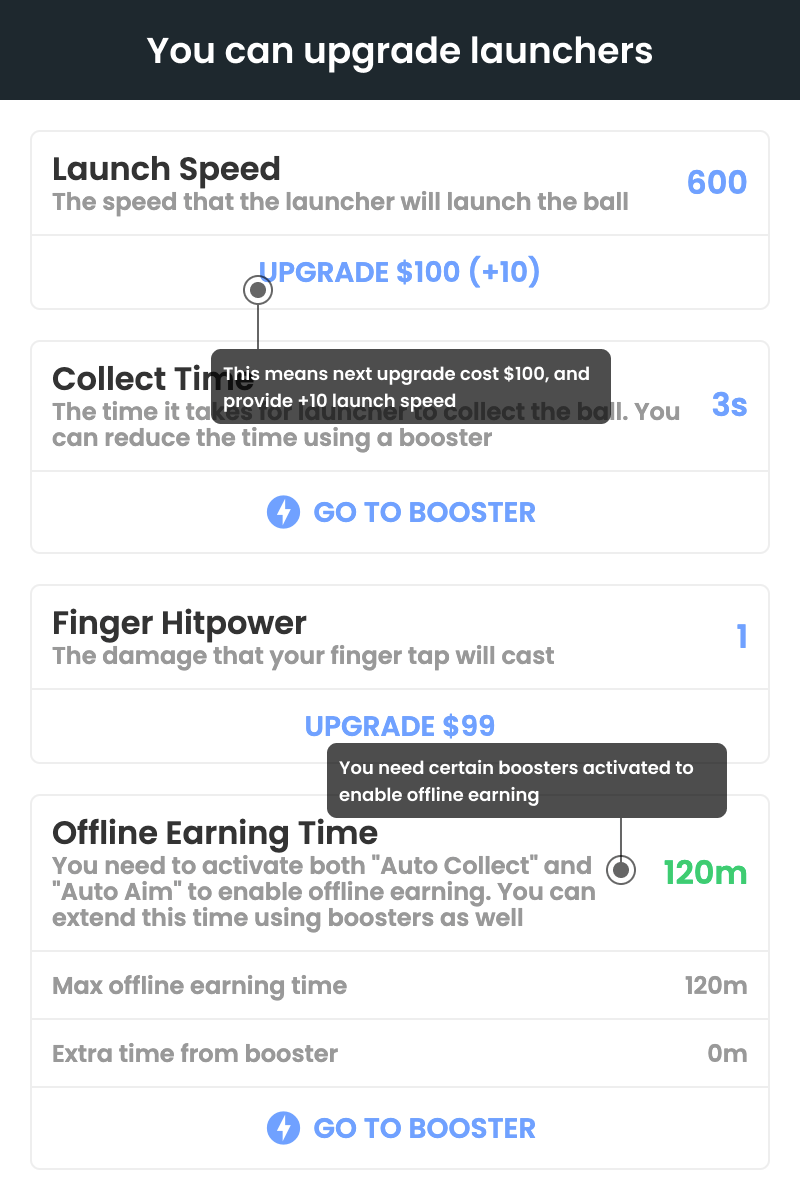 You can upgrade launchers
Launch Speed
The speed that the launcher will launch the ball
600
UPGRADE $100 (+10)
This means next upgrade cost $100, and
provide +10 launch speed
Collect Time
The time it takes for launcher to collect the ball. You
can reduce the time using a booster
3s
GO TO BOOSTER
Finger Hitpower
The damage that your finger tap will cast
1
UPGRADE $99
You need certain boosters activated to
enable offline earning
Offline Earning Time
You need to activate both "Auto Collect" and
"Auto Aim" to enable offline earning. You can
extend this time using boosters as well
120m
Max offline earning time
120m
Extra time from booster
0m
GO TO BOOSTER